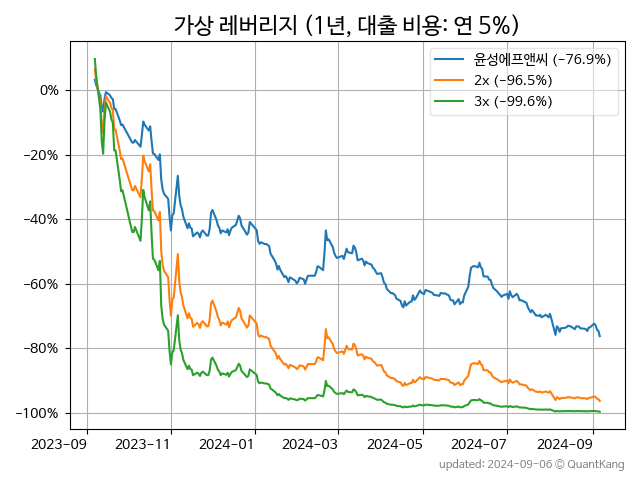 가상 레버리지 (1년, 대출 비용: 연 5%)
윤성에프앤씨 (−76.9%)
2x (−96.5%)
3x (−99.6%)
0%
−20%
−40%
−60%
−80%
−100%
2023-09 2023-11 2024-01 2024-03 2024-05 2024-07 2024-09
updated: 2024-09-06 © QuantKang